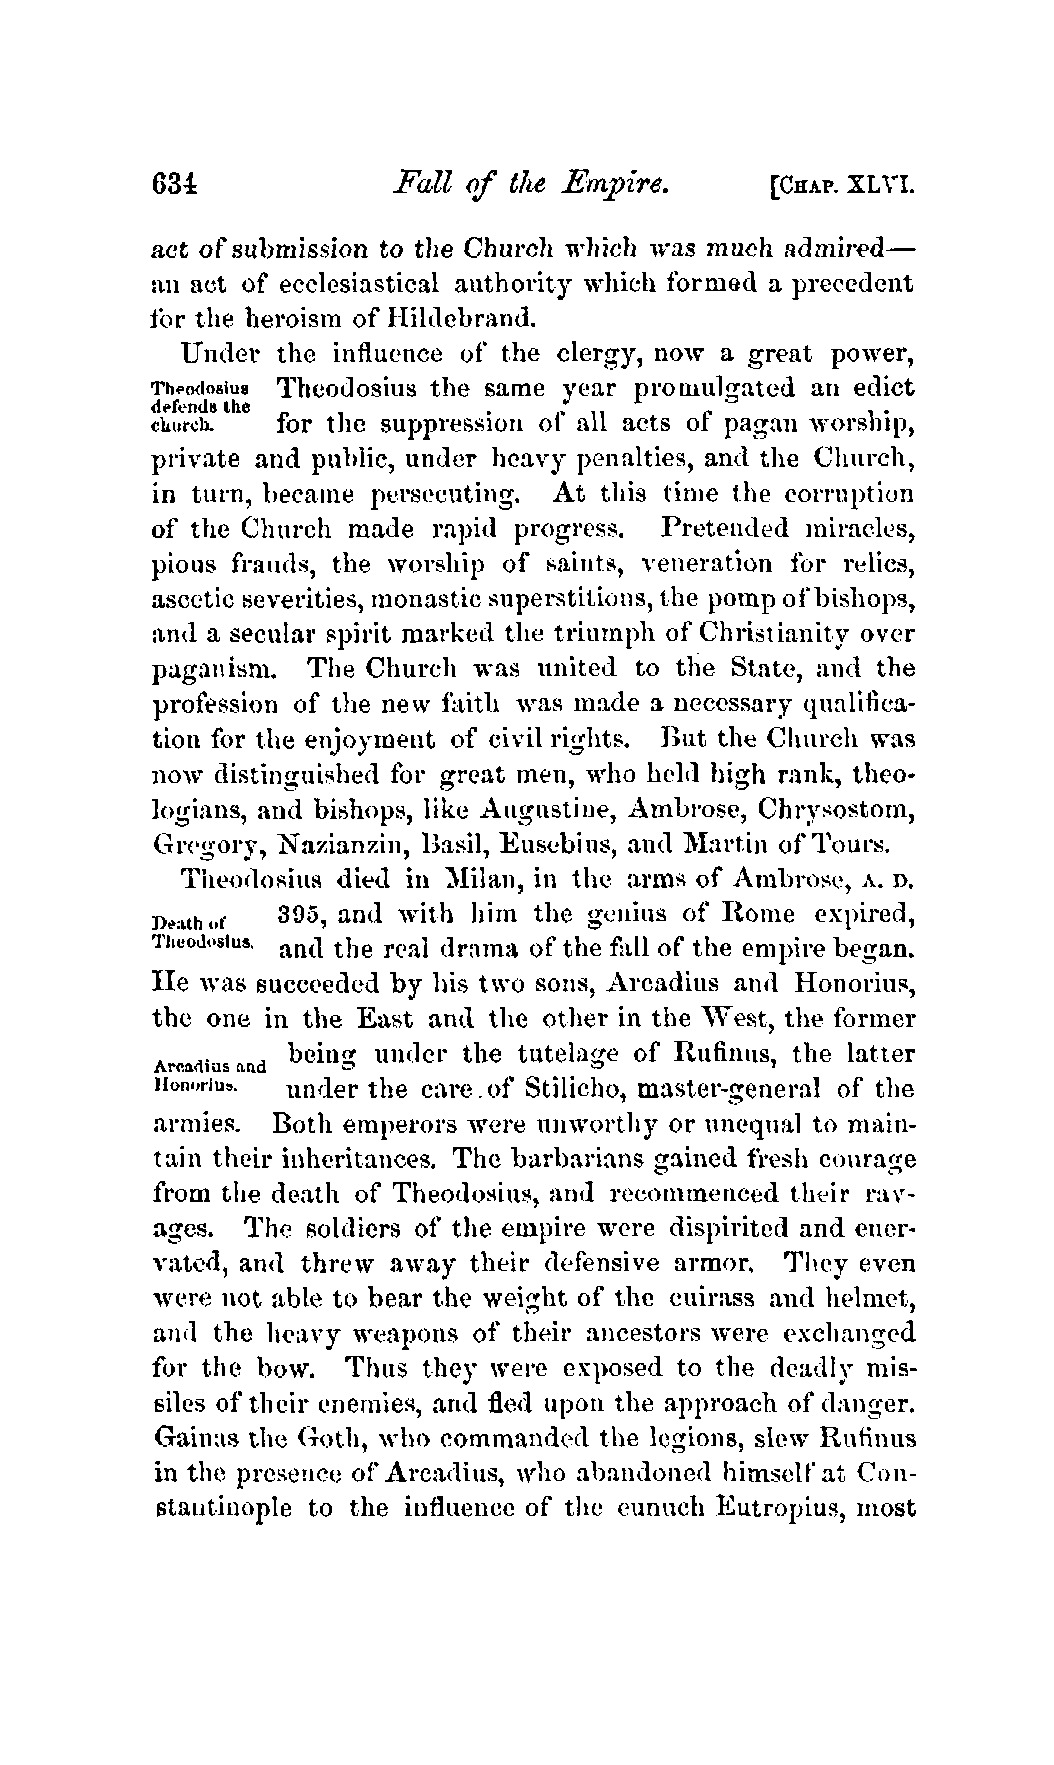 634 Fall of the Empire. [CHAP. XLVI.
act of submission to the Church which was much admired—
an act of ecclesiastical authority which formed a precedent
for the heroism of Hildebrand.
Under the influence of the clergy, now a great power,
Theodosius defends the church.
Theodosius the same year promulgated an edict
for the suppression of all acts of pagan worship,
private and public, under heavy penalties, and the Church,
in turn, became persecuting. At this time the corruption
of the Church made rapid progress. Pretended miracles,
pious frauds, the worship of saints, veneration for relics,
ascetic severities, monastic superstitions, the pomp of bishops,
and a secular spirit marked the triumph of Christianity over
paganism. The Church was united to the State, and the
profession of the new faith was made a necessary qualifica-
tion for the enjoyment of civil rights. But the Church was
now distinguished for great men, who held high rank, theo-
logians, and bishops, like Augustine, Ambrose, Chrysostom,
Gregory, Nazianzin, Basil, Eusebius, and Martin of Tours.
Theodosius died in Milan, in the arms of Ambrose, A. D.
Death of Theodosius.
395, and with him the genius of Rome expired,
and the real drama of the fall of the empire began.
He was succeeded by his two sons, Arcadius and Honorius,
the one in the East and the other in the West, the former
Arcadius and Honorius.
being under the tutelage of Rufinus, the latter
under the care of Stilicho, master-general of the
armies. Both emperors were unworthy or unequal to main-
tain their inheritances. The barbarians gained fresh courage
from the death of Theodosius, and recommenced their rav-
ages. The soldiers of the empire were dispirited and ener-
vated, and threw away their defensive armor. They even
were not able to bear the weight of the cuirass and helmet,
and the heavy weapons of their ancestors were exchanged
for the bow. Thus they were exposed to the deadly mis-
siles of their enemies, and fled upon the approach of danger.
Gainas the Goth, who commanded the legions, slew Rufinus
in the presence of Arcadius, who abandoned himself at Con-
stantinople to the influence of the eunuch Eutropius, most